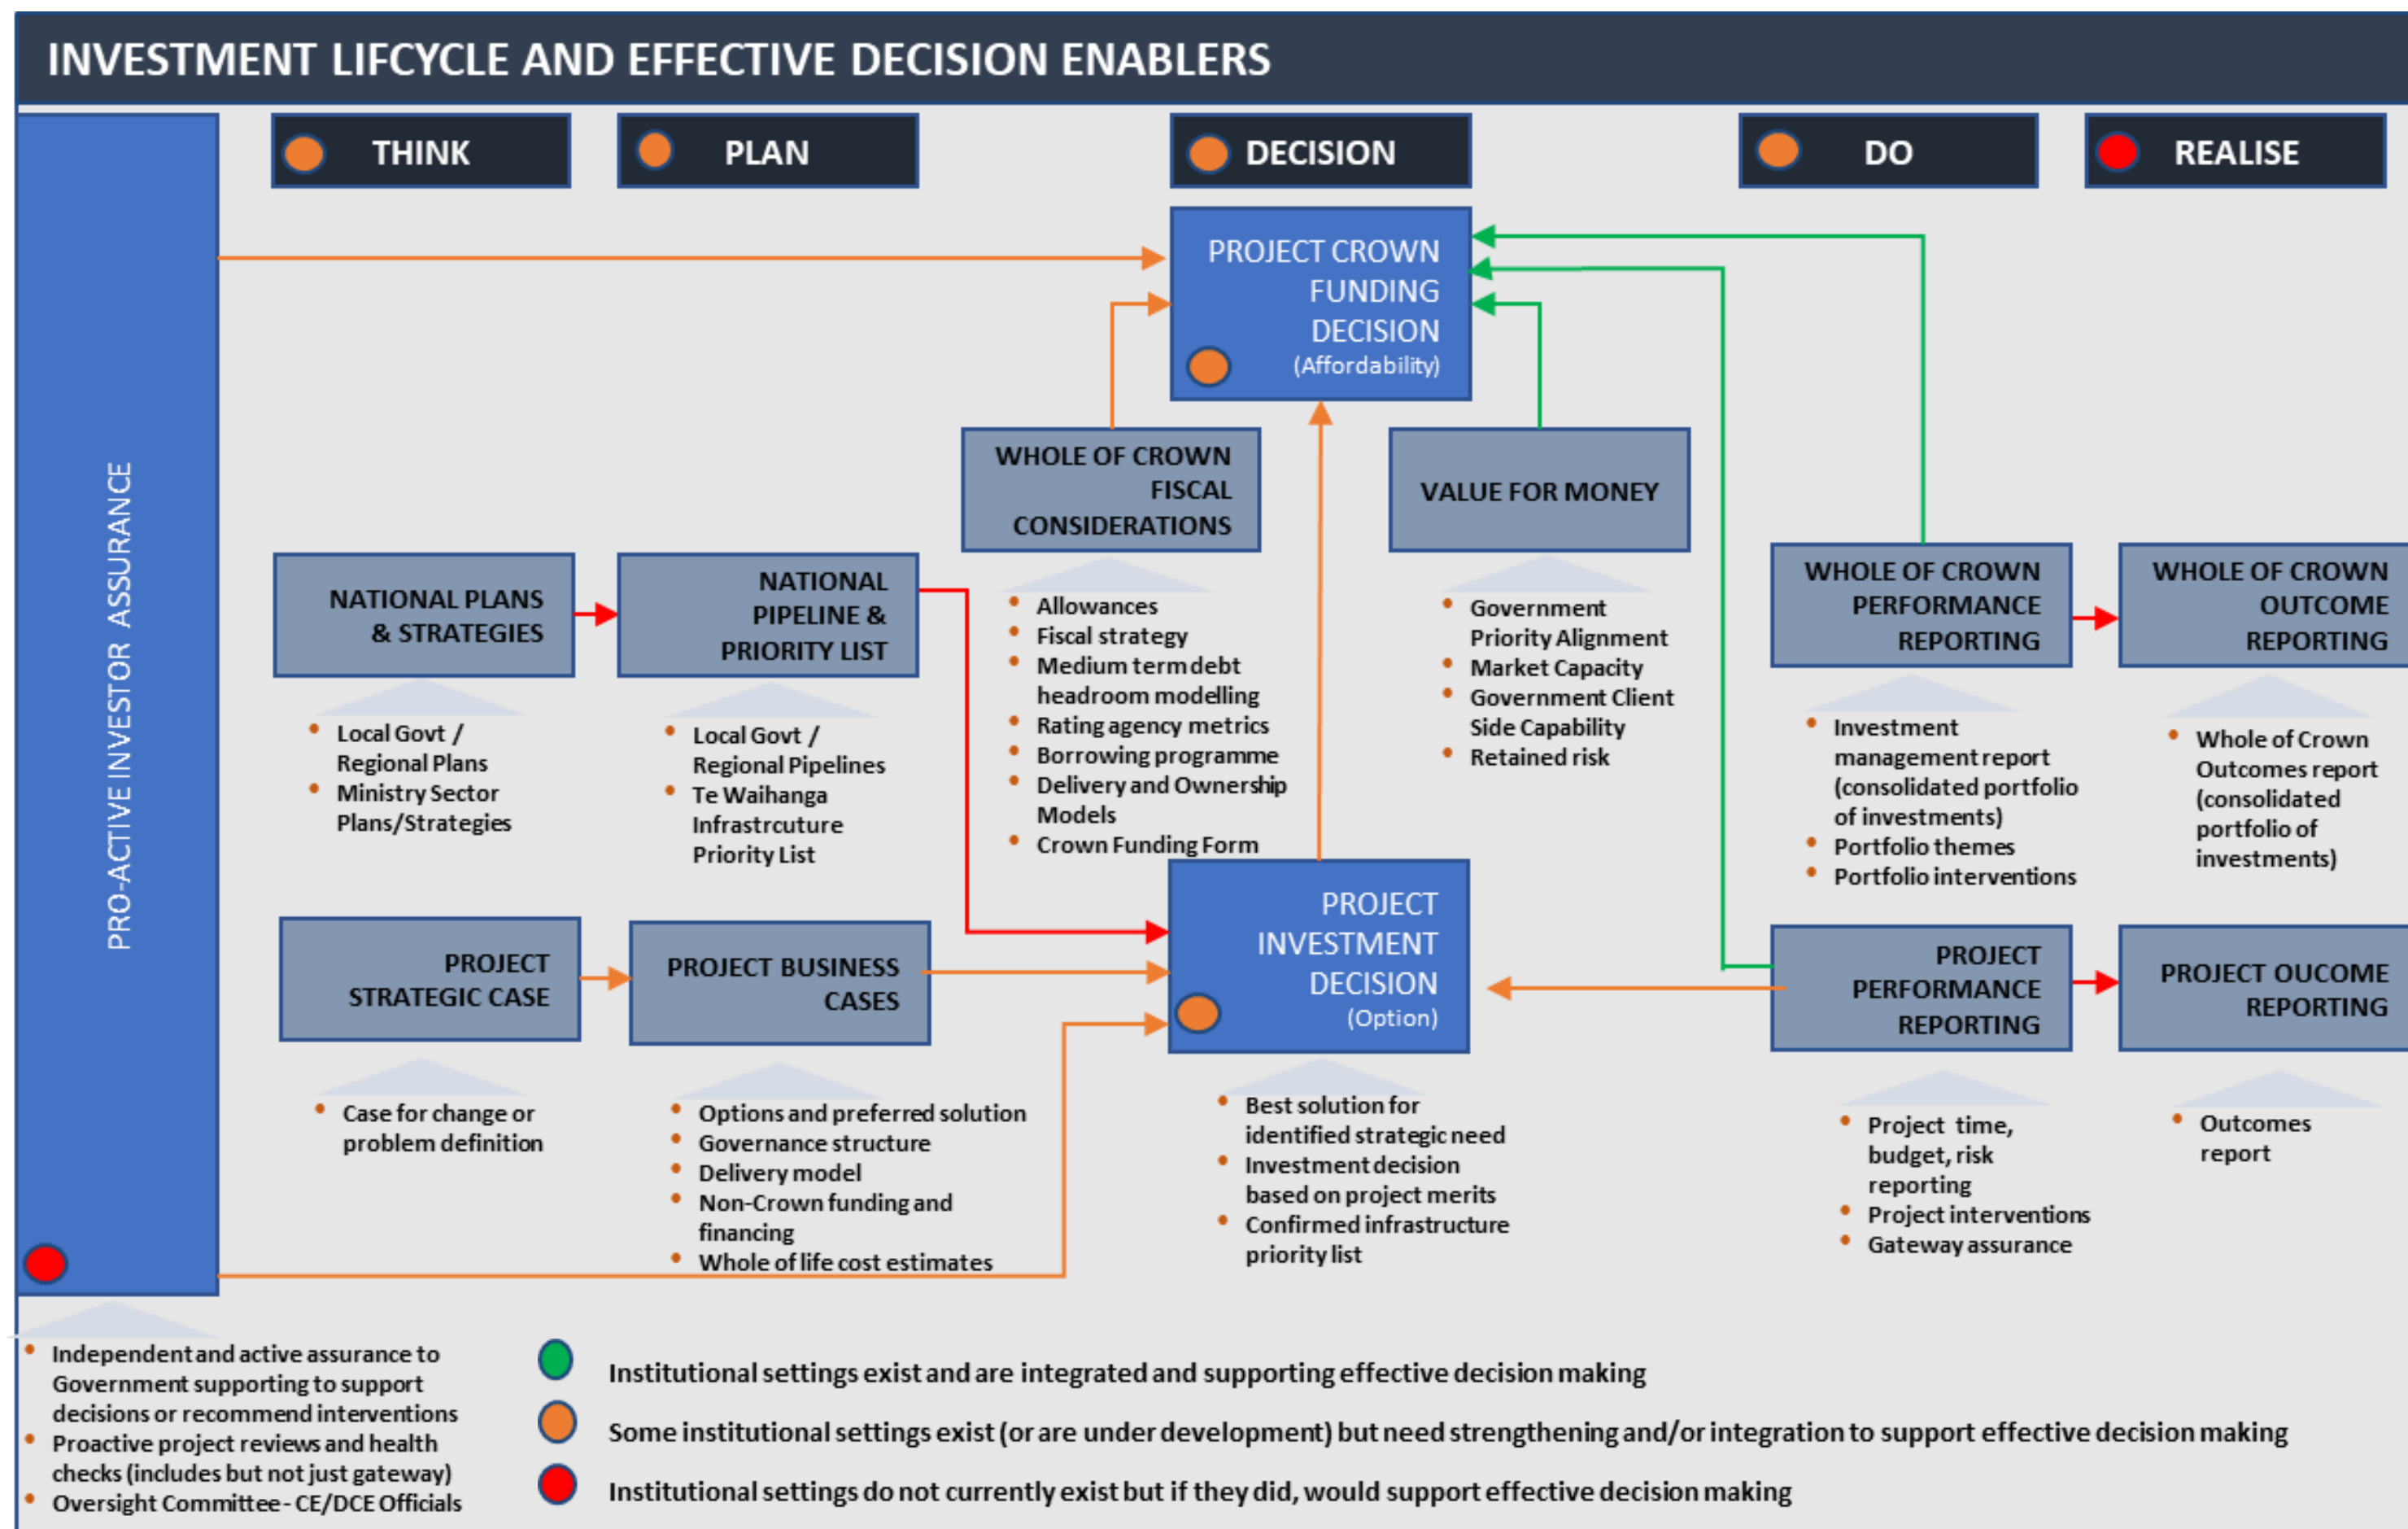 INVESTMENT LIFCYCLE AND EFFECTIVE DECISION ENABLERS
THINK
PLAN
DECISION
DO
REALISE
PRO-ACTIVE INVESTOR ASSURANCE
PROJECT CROWN
FUNDING
DECISION
(Affordability)
WHOLE OF CROWN
FISCAL
CONSIDERATIONS
VALUE FOR MONEY
NATIONAL PLANS
& STRATEGIES
NATIONAL
PIPELINE &
PRIORITY LIST
WHOLE OF CROWN
PERFORMANCE
REPORTING
WHOLE OF CROWN
OUTCOME
REPORTING
• Local Govt /
Regional Plans
• Ministry Sector
Plans/Strategies
• Local Govt /
Regional Pipelines
• Te Waihanga
Infrastrcuture
Priority List
• Allowances
• Fiscal strategy
• Medium term debt
headroom modelling
• Rating agency metrics
• Borrowing programme
• Delivery and Ownership
Models
• Crown Funding Form
• Government
Priority Alignment
• Market Capacity
• Government Client
Side Capability
• Retained risk
• Investment
management report
(consolidated portfolio
of investments)
• Portfolio themes
• Portfolio interventions
• Whole of Crown
Outcomes report
(consolidated
portfolio of
investments)
PROJECT
STRATEGIC CASE
PROJECT BUSINESS
CASES
PROJECT
INVESTMENT
DECISION
(Option)
PROJECT
PERFORMANCE
REPORTING
PROJECT OUCOME
REPORTING
• Case for change or
problem definition
• Options and preferred solution
• Governance structure
• Delivery model
• Non-Crown funding and
financing
• Whole of life cost estimates
• Best solution for
identified strategic need
• Investment decision
based on project merits
• Confirmed infrastructure
priority list
• Project time,
budget, risk
reporting
• Project interventions
• Gateway assurance
• Outcomes
report
• Independent and active assurance to
Government supporting to support
decisions or recommend interventions
• Proactive project reviews and health
checks (includes but not just gateway)
• Oversight Committee - CE/DCE Officials
Institutional settings exist and are integrated and supporting effective decision making
Some institutional settings exist (or are under development) but need strengthening and/or integration to support effective decision making
Institutional settings do not currently exist but if they did, would support effective decision making